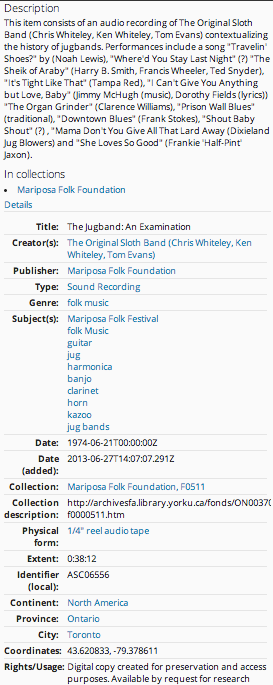 Description
This item consists of an audio recording of The Original Sloth
Band (Chris Whiteley, Ken Whiteley, Tom Evans) contextualizing
the history of jugbands. Performances include a song "Travelin'
Shoes?" by (Noah Lewis), "Where'd You Stay Last Night" (?) "The
Sheik of Araby" (Harry B. Smith, Francis Wheeler, Ted Snyder),
"It's Tight Like That" (Tampa Red), "I Can't Give You Anything
but Love, Baby" (Jimmy McHugh (music), Dorothy Fields (lyrics))
"The Organ Grinder" (Clarence Williams), "Prison Wall Blues"
(traditional), "Downtown Blues" (Frank Stokes), "Shout Baby
Shout" (?) , "Mama Don't You Give All That Lard Away (Dixieland
Jug Blowers) and "She Loves So Good" (Frankie 'Half-Pint'
Jaxon).
In collections
• Mariposa Folk Foundation
Details
Title: The Jugband: An Examination
Creator(s): The Original Sloth Band (Chris Whiteley, Ken
Whiteley, Tom Evans)
Publisher: Mariposa Folk Foundation
Type: Sound Recording
Genre: folk music
Subject(s): Mariposa Folk Festival
folk Music
guitar
jug
harmonica
banjo
clarinet
horn
kazoo
jug bands
Date: 1974-06-21T00:00:00Z
Date (added): 2013-06-27T14:07:07.291Z
Collection: Mariposa Folk Foundation, F0511
Collection http://archivesfa.library.yorku.ca/fonds/ON00370
description: f0000511.htm
Physical form: 1/4" reel audio tape
Extent: 0:38:12
Identifier (local): ASC06556
Continent: North America
Province: Ontario
City: Toronto
Coordinates: 43.620833, -79.378611
Rights/Usage: Digital copy created for preservation and access
purposes. Available by request for research